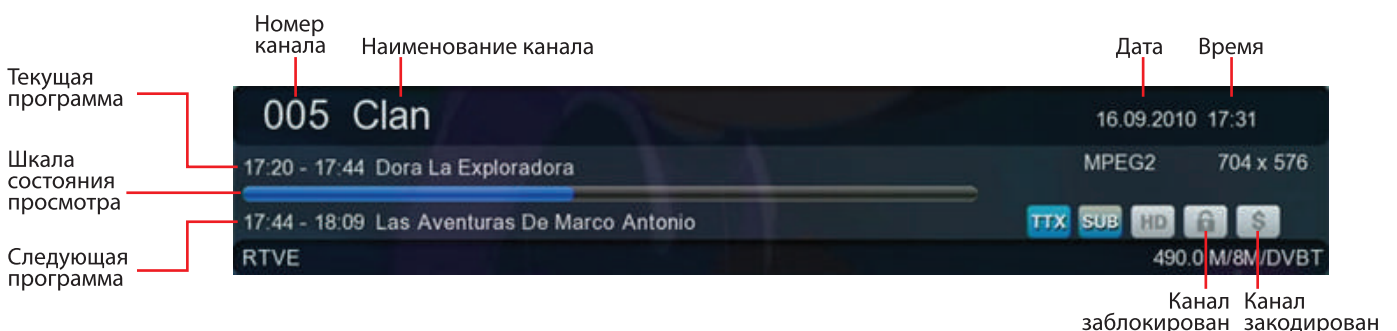 Номер
канала
Наименование канала
Дата
Время
Текущая
программа
005 Clan
16.09.2010 17:31
17:20 - 17:44 Dora La Exploradora
MPEG2 704 x 576
Шкала
состояния
просмотра
17:44 - 18:09 Las Aventuras De Marco Antonio
TTX SUB HD $
Следующая
программа
RTVE
490.0 M/8M/DVBT
Канал
заблокирован
Канал
закодирован